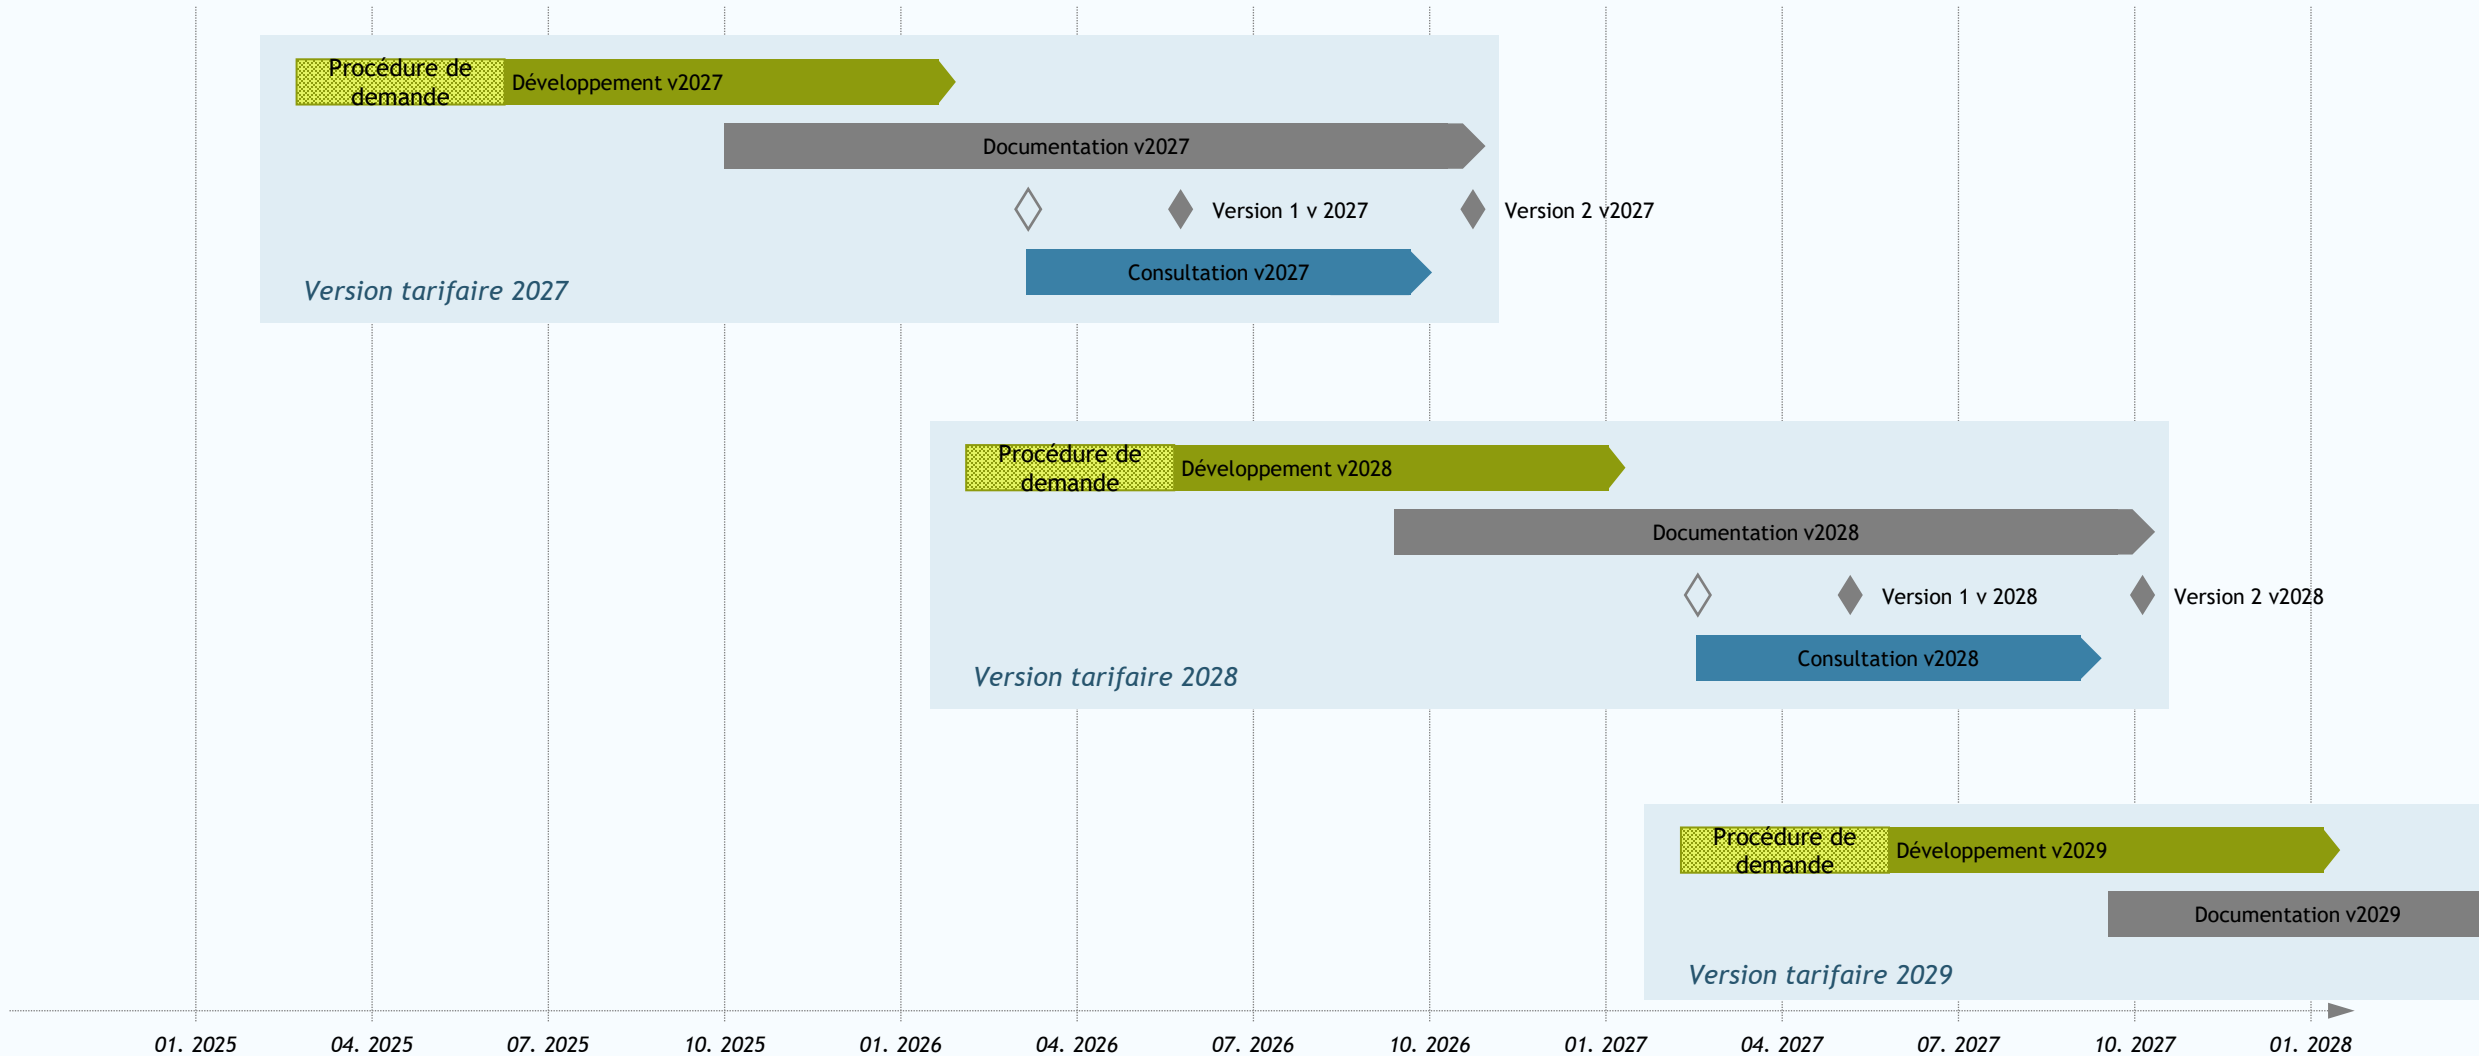 Procédure de
demande
Développement v2027
Documentation v2027
Version 1 v 2027
Version 2 v2027
Consultation v2027
Version tarifaire 2027
Procédure de
demande
Développement v2028
Documentation v2028
Version 1 v 2028
Version 2 v2028
Consultation v2028
Version tarifaire 2028
Procédure de
demande
Développement v2029
Documentation v2029
Version tarifaire 2029
01. 2025
04. 2025
07. 2025
10. 2025
01. 2026
04. 2026
07. 2026
10. 2026
01. 2027
04. 2027
07. 2027
10. 2027
01. 2028